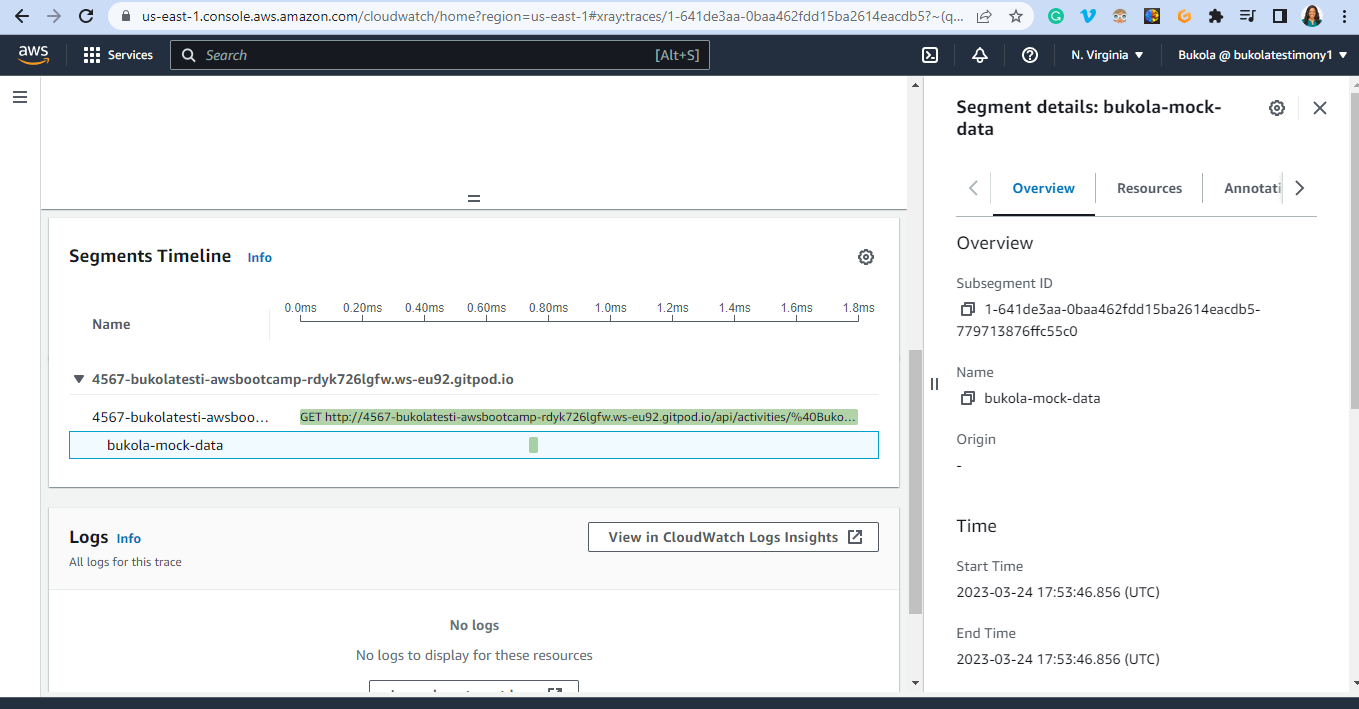 us-east-1.console.aws.amazon.com/cloudwatch/home?region=us-east-1#xray:traces/1-641de3aa-0baa462fdd15ba2614eacdb5?~(q...
aws
Services
Search
[Alt+S]
N. Virginia
Bukola @ bukolatestimony1
Segments Timeline Info
0.0ms 0.20ms 0.40ms 0.60ms 0.80ms 1.0ms 1.2ms 1.4ms 1.6ms 1.8ms
Name
4567-bukolatesti-awsbootcamp-rdyk726lgfw.ws-eu92.gitpod.io
4567-bukolatesti-awsboo... GET http://4567-bukolatesti-awsbootcamp-rdyk726lgfw.ws-eu92.gitpod.io/api/activities/%40Buko...
bukola-mock-data
Logs Info
View in CloudWatch Logs Insights
All logs for this trace
No logs
No logs to display for these resources
Segment details: bukola-mock-
data
Overview Resources Annotati
Overview
Subsegment ID
1-641de3aa-0baa462fdd15ba2614eacdb5-
779713876ffc55c0
Name
bukola-mock-data
Origin
-
Time
Start Time
2023-03-24 17:53:46.856 (UTC)
End Time
2023-03-24 17:53:46.856 (UTC)